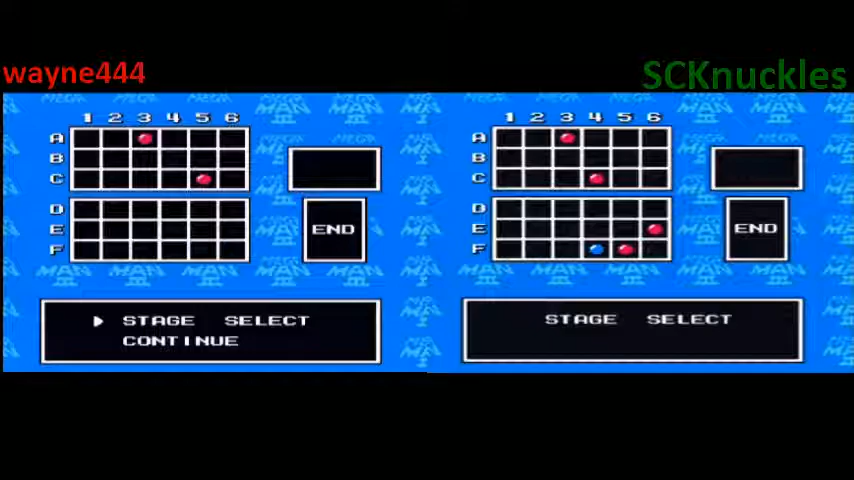 wayne444
SCKnuckles
1 2 3 4 5 6
A
B
C
D
E
F
END
STAGE SELECT
CONTINUE
1 2 3 4 5 6
A
B
C
D
E
F
END
STAGE SELECT